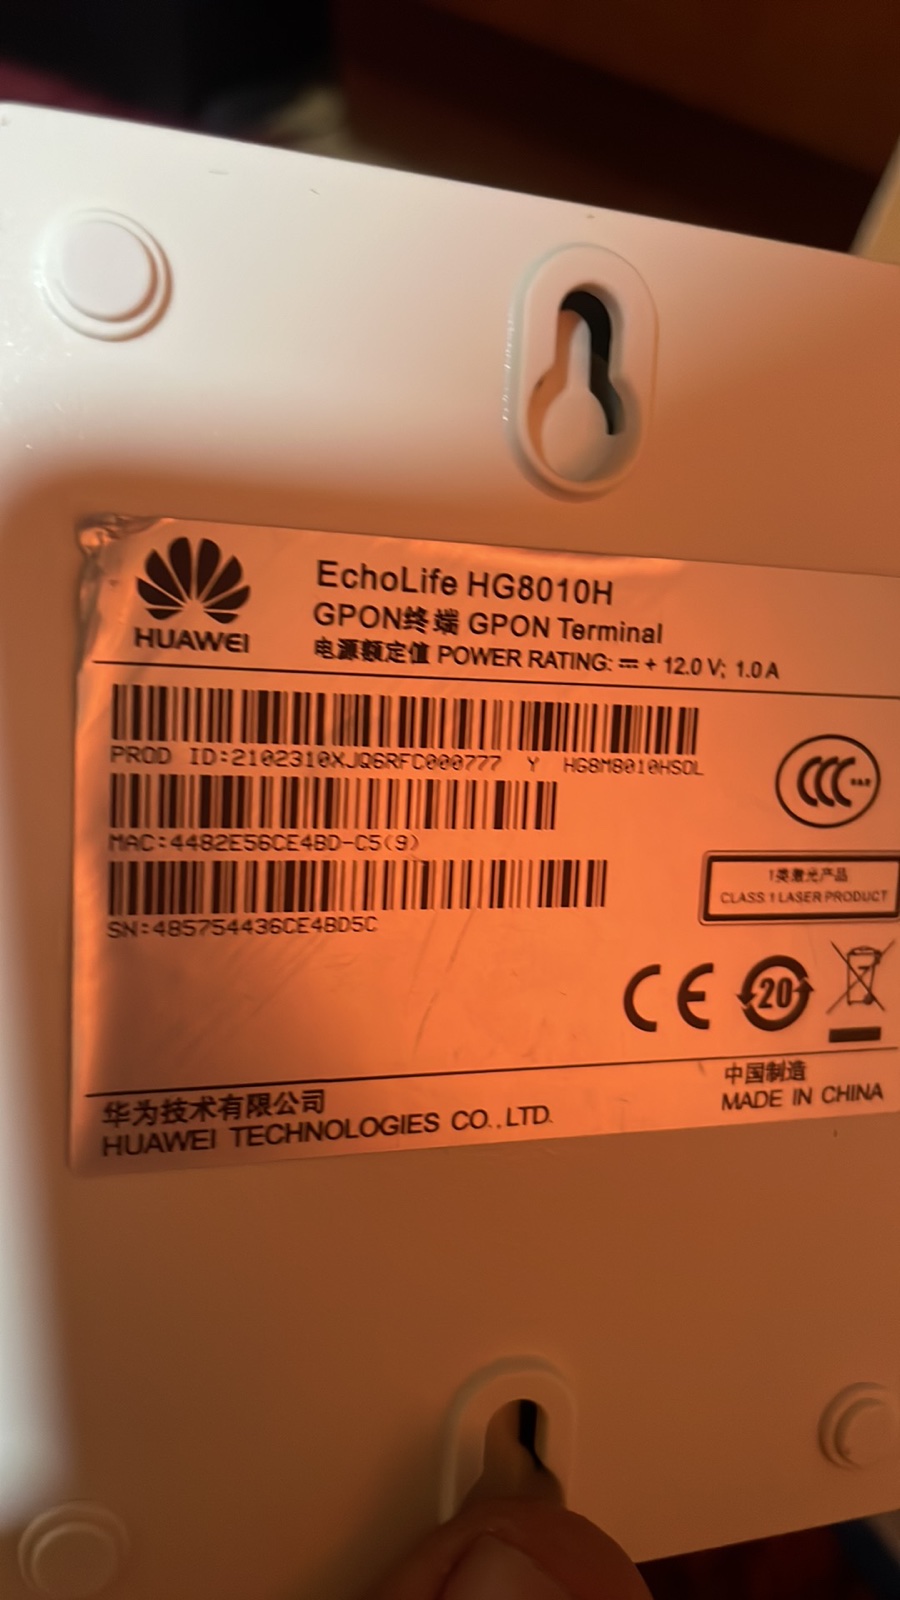 HUAWEI
EchoLife HG8010H
GPON终端 GPON Terminal
电源额定值 POWER RATING: ⎓ + 12.0 V; 1.0 A
PROD ID:2102310XJQ6RFC000777 Y HG8M8010HSOL
MAC:4482E56CE4BD-C5(9)
CCC S&E
SN:485754436CE4BD5C
1类激光产品
CLASS 1 LASER PRODUCT
CE 20
华为技术有限公司
HUAWEI TECHNOLOGIES CO.,LTD.
中国制造
MADE IN CHINA